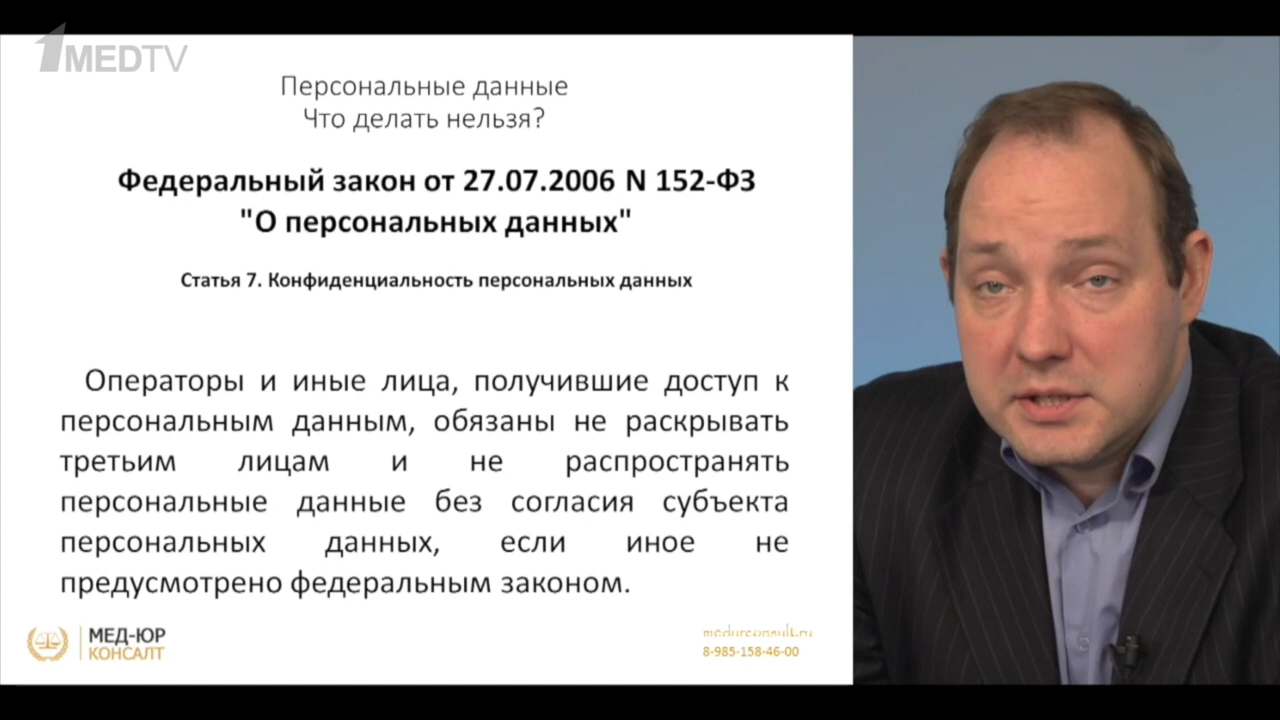 1MEDTV
Персональные данные
Что делать нельзя?
Федеральный закон от 27.07.2006 N 152-ФЗ
"О персональных данных"
Статья 7. Конфиденциальность персональных данных
Операторы и иные лица, получившие доступ к
персональным данным, обязаны не раскрывать
третьим лицам и не распространять
персональные данные без согласия субъекта
персональных данных, если иное не
предусмотрено федеральным законом.
МЕД-ЮР
КОНСАЛТ
medurconsult.ru
8-985-158-46-00